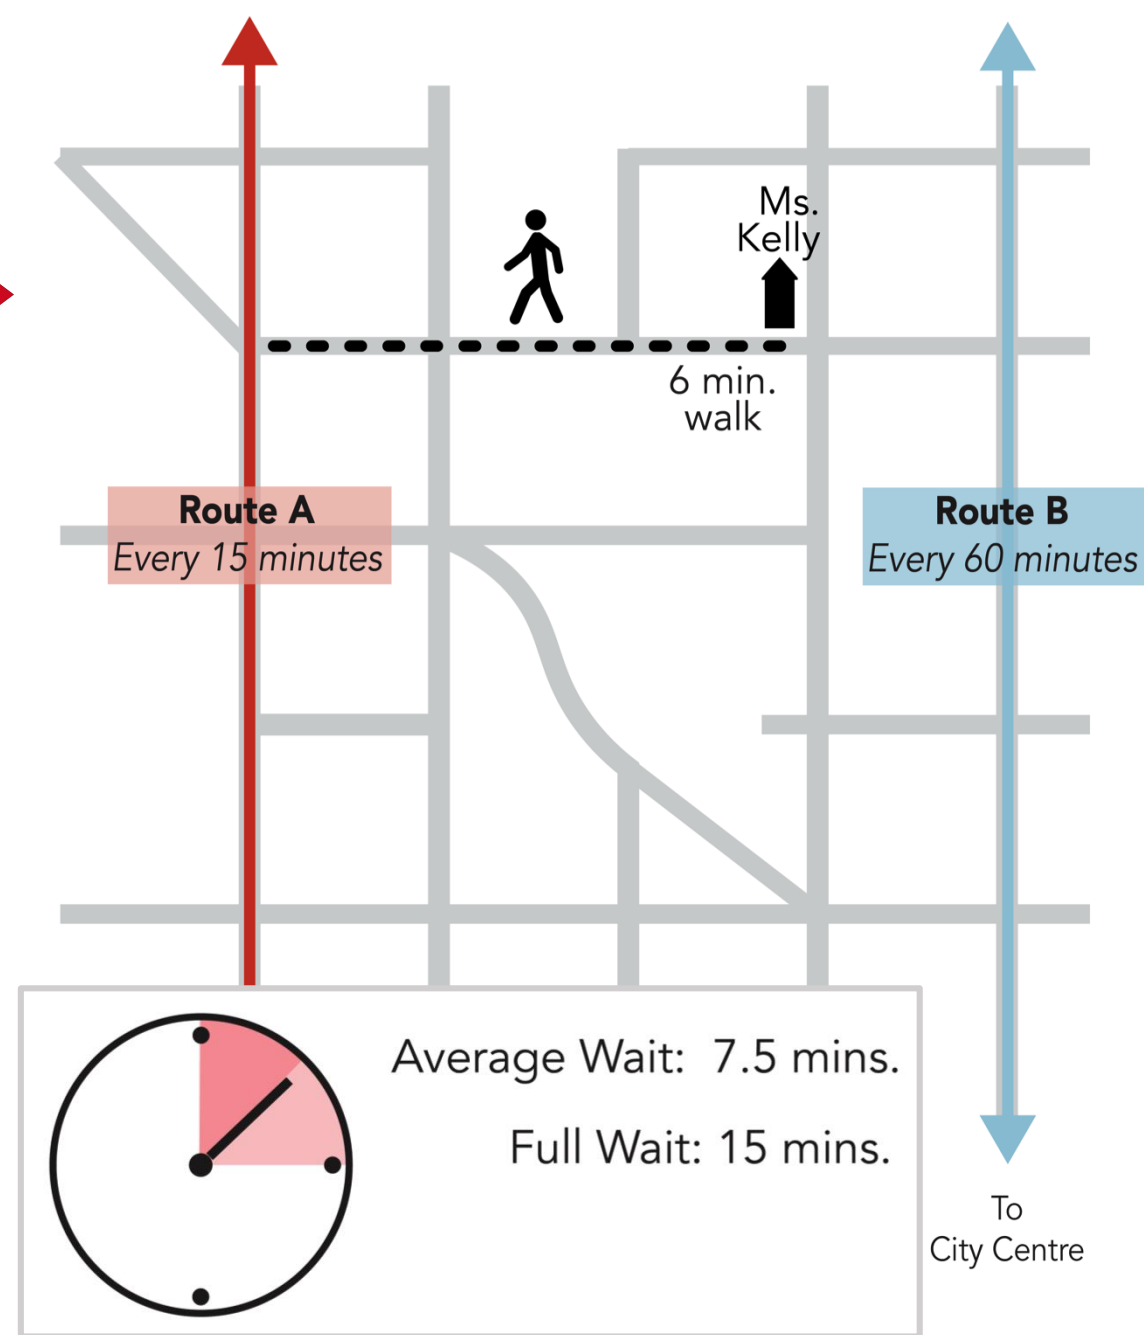 Ms.
Kelly
6 min.
walk
Route A
Every 15 minutes
Route B
Every 60 minutes
Average Wait: 7.5 mins.
Full Wait: 15 mins.
To
City Centre